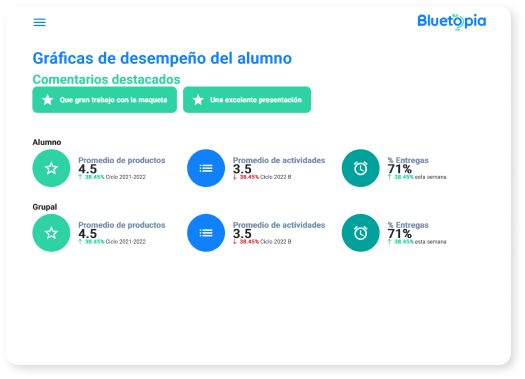 Bluetopia
Gráficas de desempeño del alumno
Comentarios destacados
Que gran trabajo con la maqueta
Una excelente presentación
Alumno
Promedio de productos
4.5
↑ 38.45% Ciclo 2021-2022
Promedio de actividades
3.5
↓ 38.45% Ciclo 2022 B
% Entregas
71%
↑ 38.45% esta semana
Grupal
Promedio de productos
4.5
↑ 38.45% Ciclo 2021-2022
Promedio de actividades
3.5
↓ 38.45% Ciclo 2022 B
% Entregas
71%
↑ 38.45% esta semana